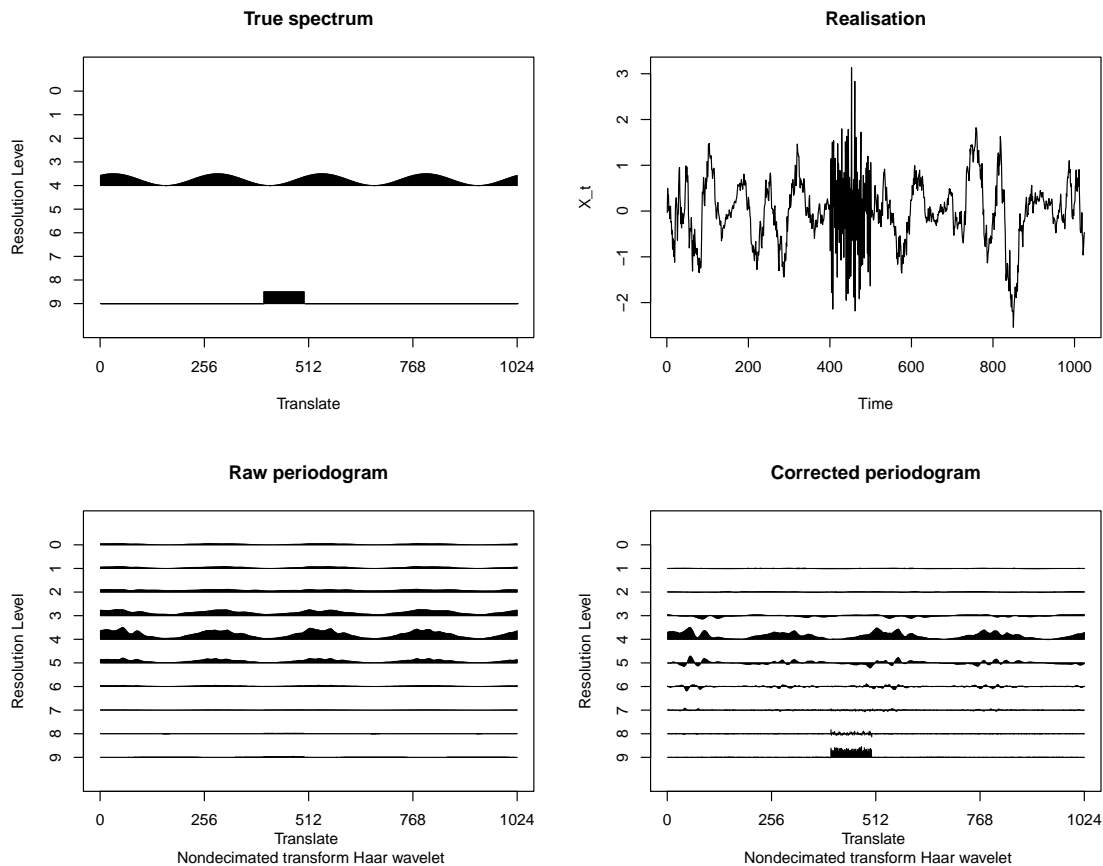 True spectrum
Resolution Level
0
1
2
3
4
5
6
7
8
9
0 256 512 768 1024
Translate
Realisation
X_t
3
2
1
0
−1
−2
0 200 400 600 800 1000
Time
Raw periodogram
Resolution Level
0
1
2
3
4
5
6
7
8
9
0 256 512 768 1024
Translate
Nondecimated transform Haar wavelet
Corrected periodogram
Resolution Level
0
1
2
3
4
5
6
7
8
9
0 256 512 768 1024
Translate
Nondecimated transform Haar wavelet